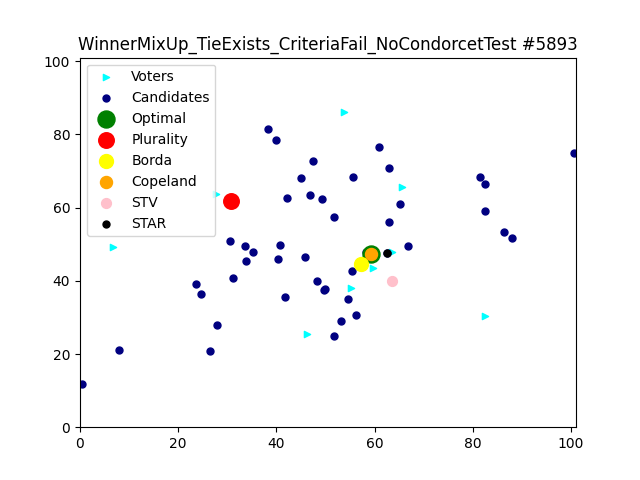 WinnerMixUp_TieExists_CriteriaFail_NoCondorcetTest #5893
100
80
60
40
20
0
0 20 40 60 80 100
Voters
Candidates
Optimal
Plurality
Borda
Copeland
STV
STAR